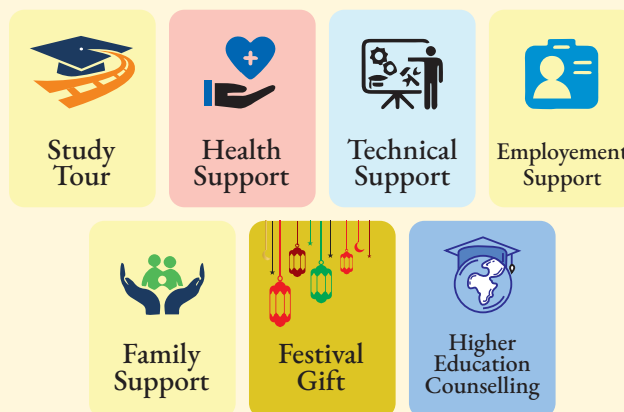 Study
Tour
Health
Support
Technical
Support
Employement
Support
Family
Support
Festival
Gift
Higher
Education
Counselling